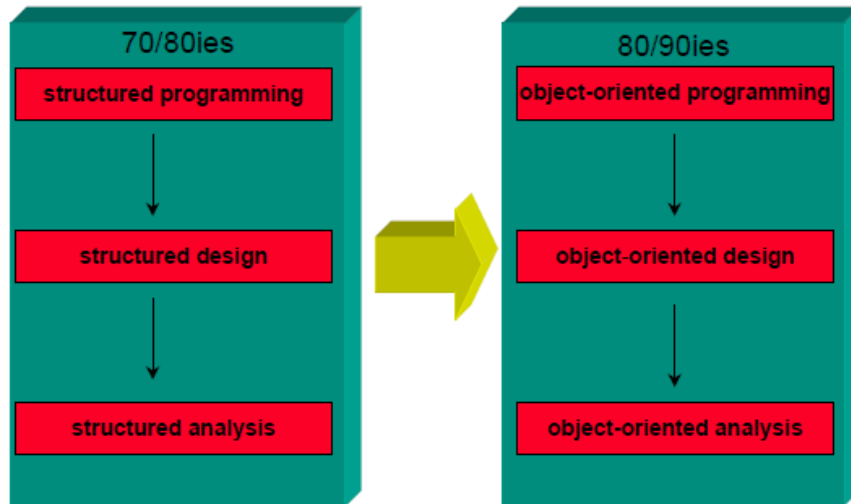 70/80ies
structured programming
structured design
structured analysis
80/90ies
object-oriented programming
object-oriented design
object-oriented analysis